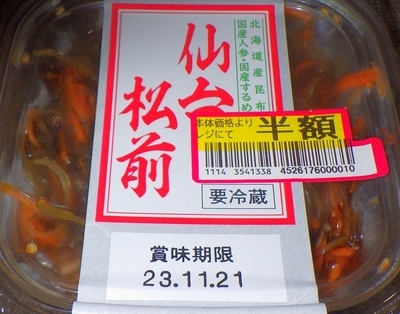 北海道産昆布
国産人参・国産するめ
仙台
松前
本体価格より
レジにて
半額
1114 3541338 4526176000010
要冷蔵
賞味期限
23.11.21